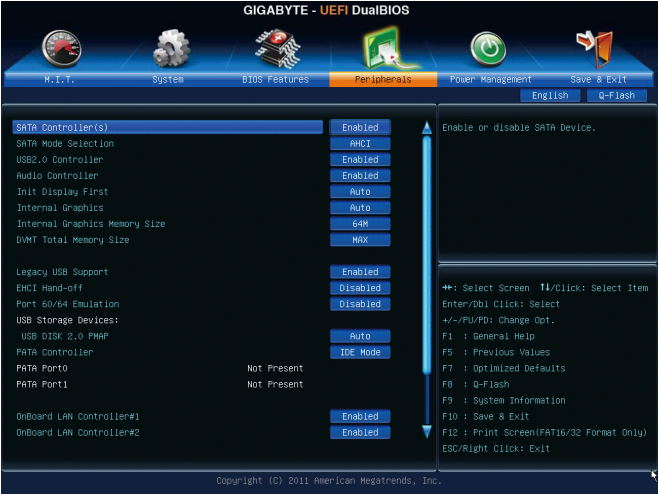 GIGABYTE - UEFI DualBIOS
M.I.T. System BIOS Features Peripherals Power Management Save & Exit
English Q-Flash
SATA Controller(s) Enabled
SATA Mode Selection AHCI
USB2.0 Controller Enabled
Audio Controller Enabled
Init Display First Auto
Internal Graphics Auto
Internal Graphics Memory Size 64M
DVMT Total Memory Size MAX
Legacy USB Support Enabled
EHCI Hand-off Disabled
Port 60/64 Emulation Disabled
USB Storage Devices:
USB DISK 2.0 PMAP Auto
PATA Controller IDE Mode
PATA Port0 Not Present
PATA Port1 Not Present
OnBoard LAN Controller#1 Enabled
OnBoard LAN Controller#2 Enabled
Enable or disable SATA Device.
→←: Select Screen ↑↓/Click: Select Item
Enter/Dbl Click: Select
+/-/PU/PD: Change Opt.
F1 : General Help
F5 : Previous Values
F7 : Optimized Defaults
F8 : Q-Flash
F9 : System Information
F10 : Save & Exit
F12 : Print Screen(FAT16/32 Format Only)
ESC/Right Click: Exit
Copyright (C) 2011 American Megatrends, Inc.